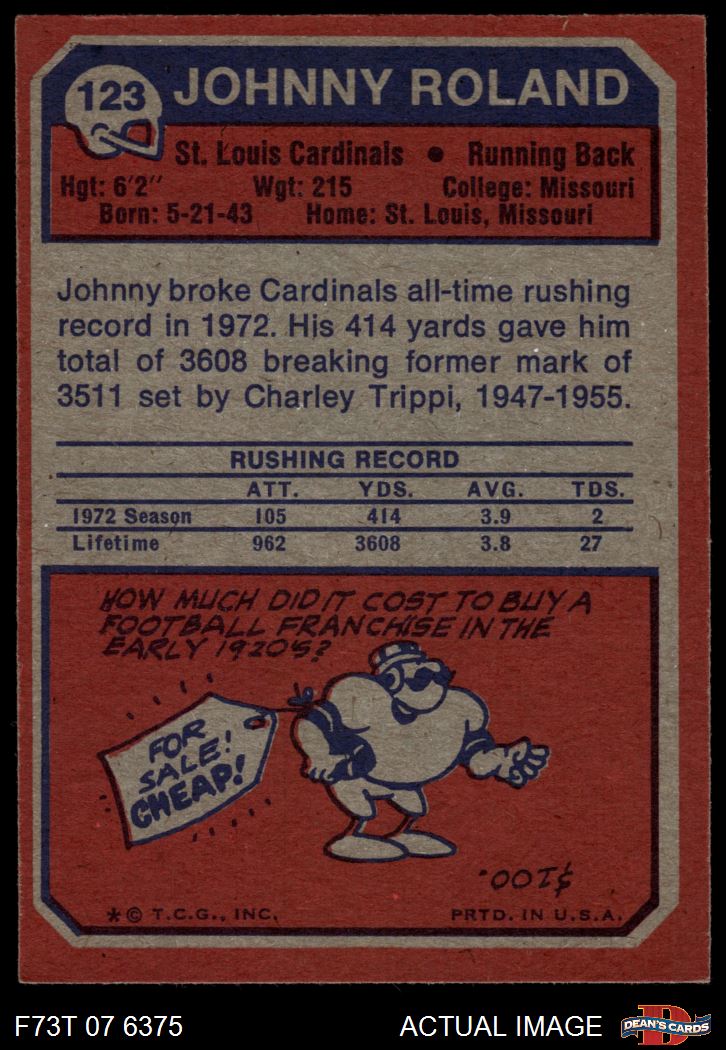 123
JOHNNY ROLAND
St. Louis Cardinals • Running Back
Hgt: 6'2" Wgt: 215 College: Missouri
Born: 5-21-43 Home: St. Louis, Missouri
Johnny broke Cardinals all-time rushing
record in 1972. His 414 yards gave him
total of 3608 breaking former mark of
3511 set by Charley Trippi, 1947-1955.
RUSHING RECORD
ATT. YDS. AVG. TDS.
1972 Season 105 414 3.9 2
Lifetime 962 3608 3.8 27
HOW MUCH DID IT COST TO BUY A
FOOTBALL FRANCHISE IN THE
EARLY 1920'S?
FOR
SALE!
CHEAP!
$100.
*© T.C.G., INC. PRTD. IN U.S.A.
F73T 07 6375 ACTUAL IMAGE
D
DEAN'S CARDS